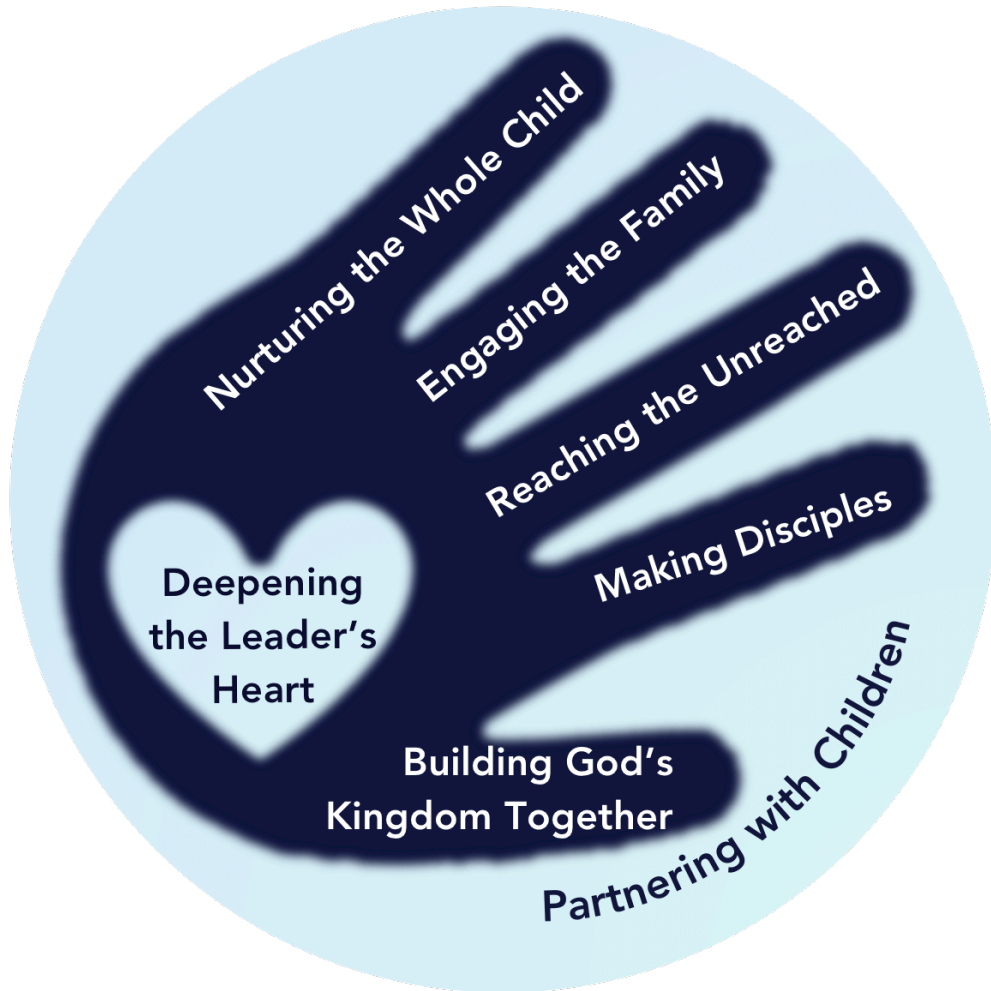 Nurturing the Whole Child
Engaging the Family
Reaching the Unreached
Making Disciples
Deepening
the Leader’s
Heart
Building God’s
Kingdom Together
Partnering with Children